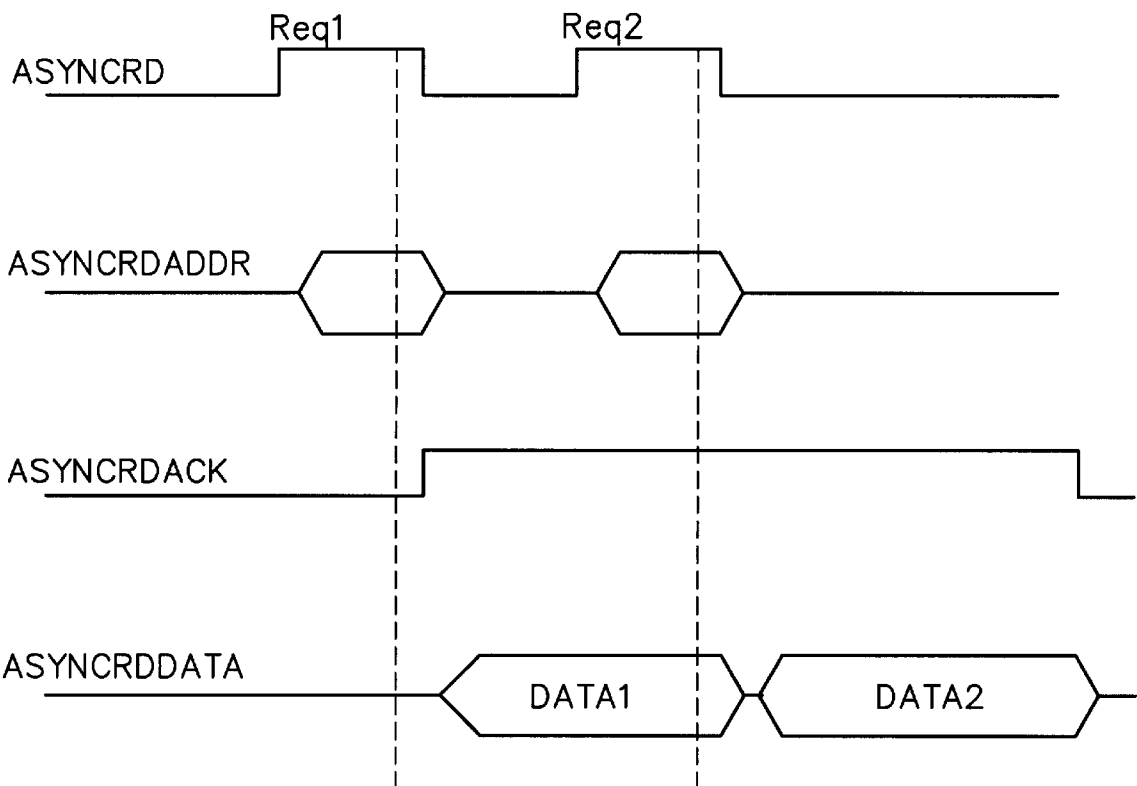 Req1
Req2
ASYNCRD
ASYNCRDADDR
ASYNCRDACK
ASYNCRDDATA
DATA1
DATA2